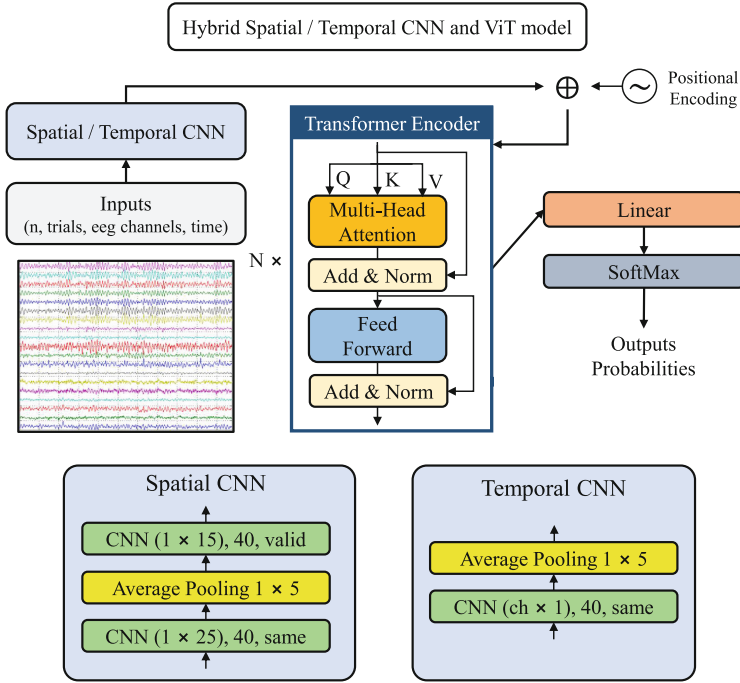 Hybrid Spatial / Temporal CNN and ViT model
Positional
Encoding
Spatial / Temporal CNN
Inputs
(n, trials, eeg channels, time)
N ×
Transformer Encoder
Q K V
Multi-Head
Attention
Add & Norm
Feed
Forward
Add & Norm
Linear
SoftMax
Outputs
Probabilities
Spatial CNN
CNN (1 × 15), 40, valid
Average Pooling 1 × 5
CNN (1 × 25), 40, same
Temporal CNN
Average Pooling 1 × 5
CNN (ch × 1), 40, same